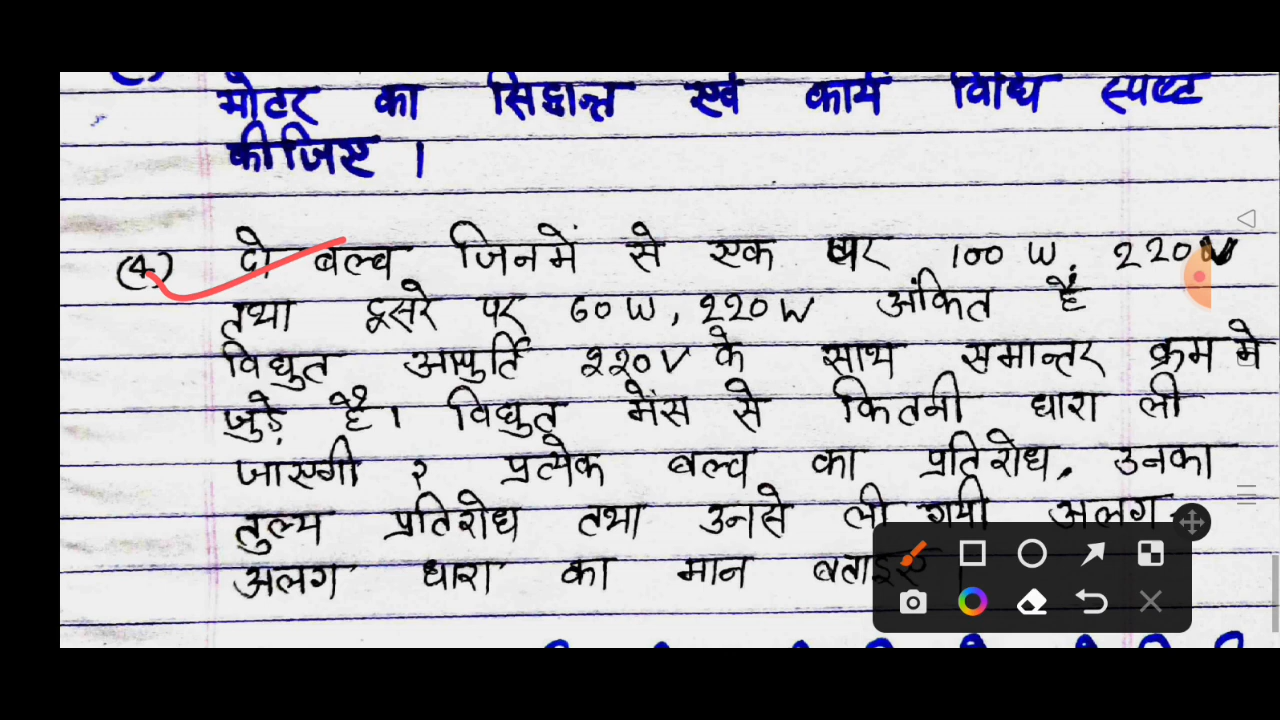 मोटर का सिद्धान्त एवं कार्य विधि स्पष्ट
कीजिए ।
(4) दो बल्ब जिनमें से एक पर 100 W, 220V
तथा दूसरे पर 60 W, 220W अंकित हैं
विद्युत आपुर्ति 220V के साथ समान्तर क्रम मे
जुड़े है। विद्युत मेंस से कितनी धारा ली
जाएगी ? प्रत्येक बल्ब का प्रतिरोध, उनका
तुल्य प्रतिरोध तथा उनसे ली गयी अलग-
अलग धारा का मान बताइए ।